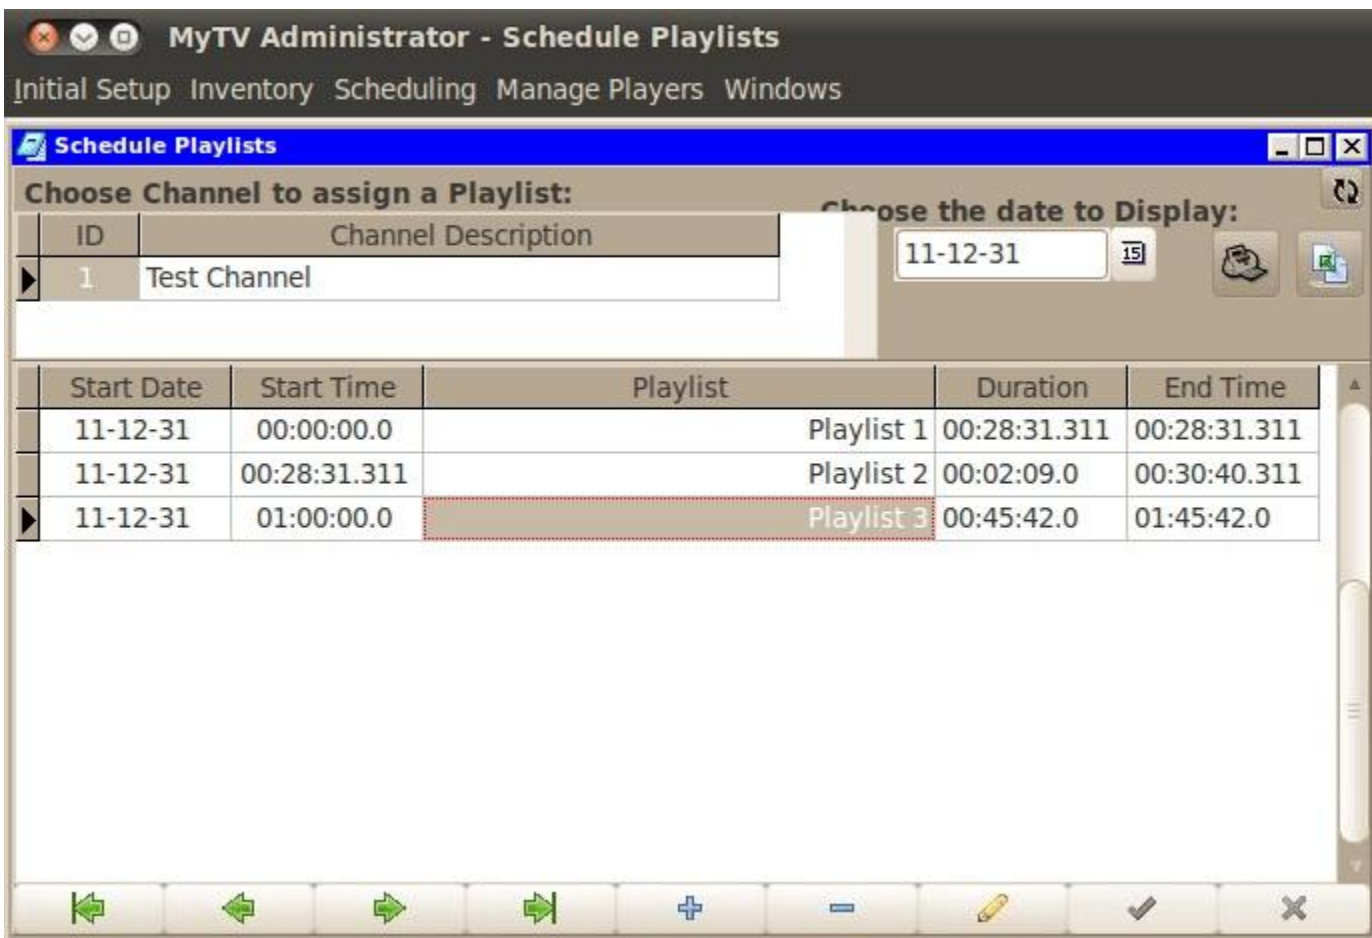 MyTV Administrator - Schedule Playlists
Initial Setup Inventory Scheduling Manage Players Windows
Schedule Playlists
Choose Channel to assign a Playlist:
Choose the date to Display:
ID Channel Description
11-12-31 15
1 Test Channel
Start Date Start Time Playlist Duration End Time
11-12-31 00:00:00.0 Playlist 1 00:28:31.311 00:28:31.311
11-12-31 00:28:31.311 Playlist 2 00:02:09.0 00:30:40.311
11-12-31 01:00:00.0 Playlist 3 00:45:42.0 01:45:42.0